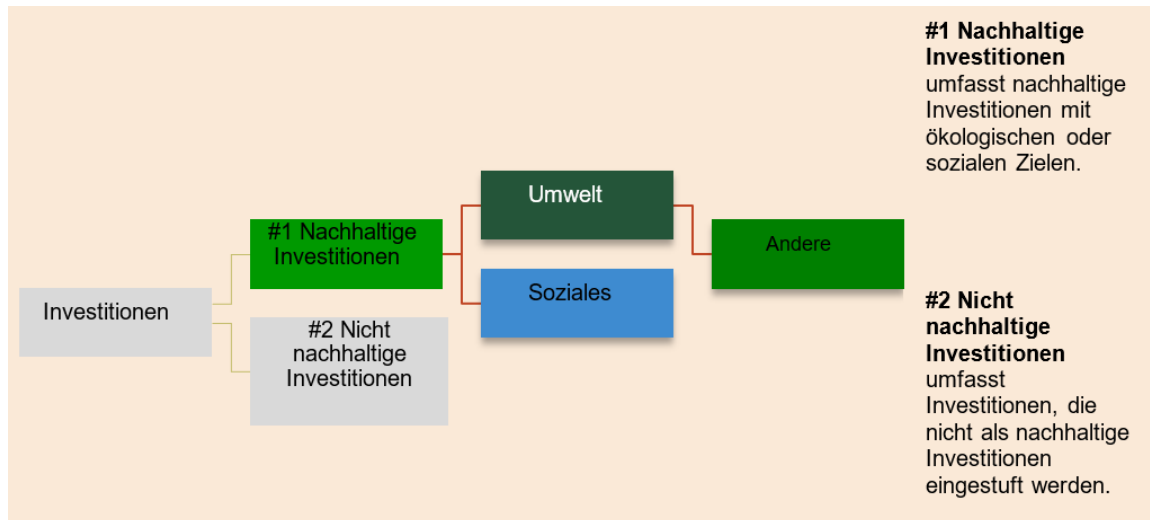 Investitionen
#1 Nachhaltige
Investitionen
#2 Nicht
nachhaltige
Investitionen
Umwelt
Soziales
Andere
#1 Nachhaltige
Investitionen
umfasst nachhaltige
Investitionen mit
ökologischen oder
sozialen Zielen.
#2 Nicht
nachhaltige
Investitionen
umfasst
Investitionen, die
nicht als nachhaltige
Investitionen
eingestuft werden.